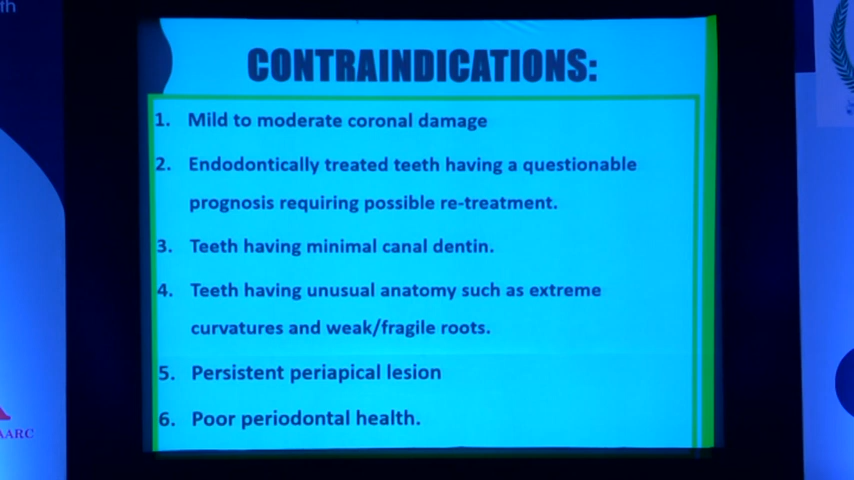 th
CONTRAINDICATIONS:
1. Mild to moderate coronal damage
2. Endodontically treated teeth having a questionable
prognosis requiring possible re-treatment.
3. Teeth having minimal canal dentin.
4. Teeth having unusual anatomy such as extreme
curvatures and weak/fragile roots.
5. Persistent periapical lesion
6. Poor periodontal health.
AARC